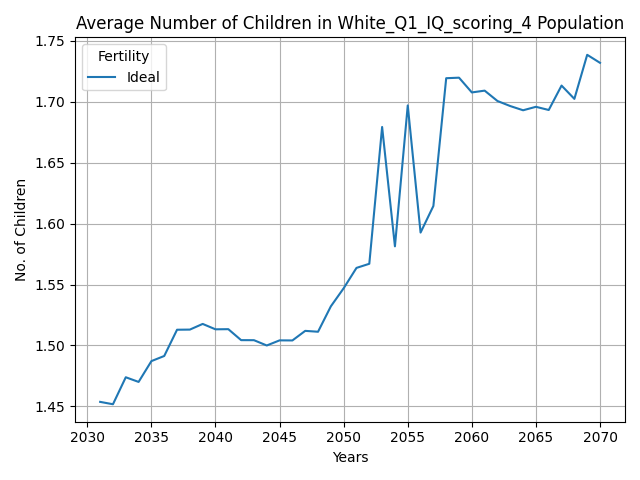 Average Number of Children in White_Q1_IQ_scoring_4 Population
1.75
1.70
1.65
1.60
1.55
1.50
1.45
No. of Children
Fertility
Ideal
2030 2035 2040 2045 2050 2055 2060 2065 2070
Years